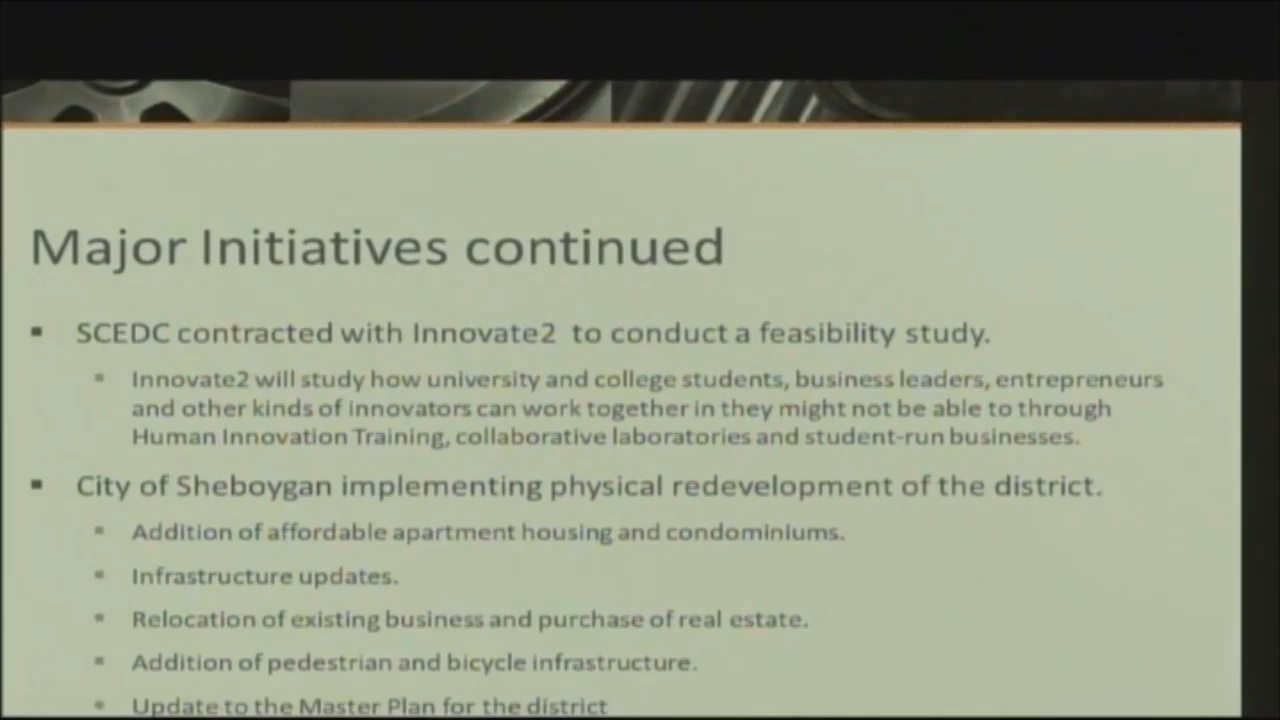 Major Initiatives continued
SCEDC contracted with Innovate2 to conduct a feasibility study.
Innovate2 will study how university and college students, business leaders, entrepreneurs
and other kinds of innovators can work together in they might not be able to through
Human Innovation Training, collaborative laboratories and student-run businesses.
City of Sheboygan implementing physical redevelopment of the district.
Addition of affordable apartment housing and condominiums.
Infrastructure updates.
Relocation of existing business and purchase of real estate.
Addition of pedestrian and bicycle infrastructure.
Update to the Master Plan for the district